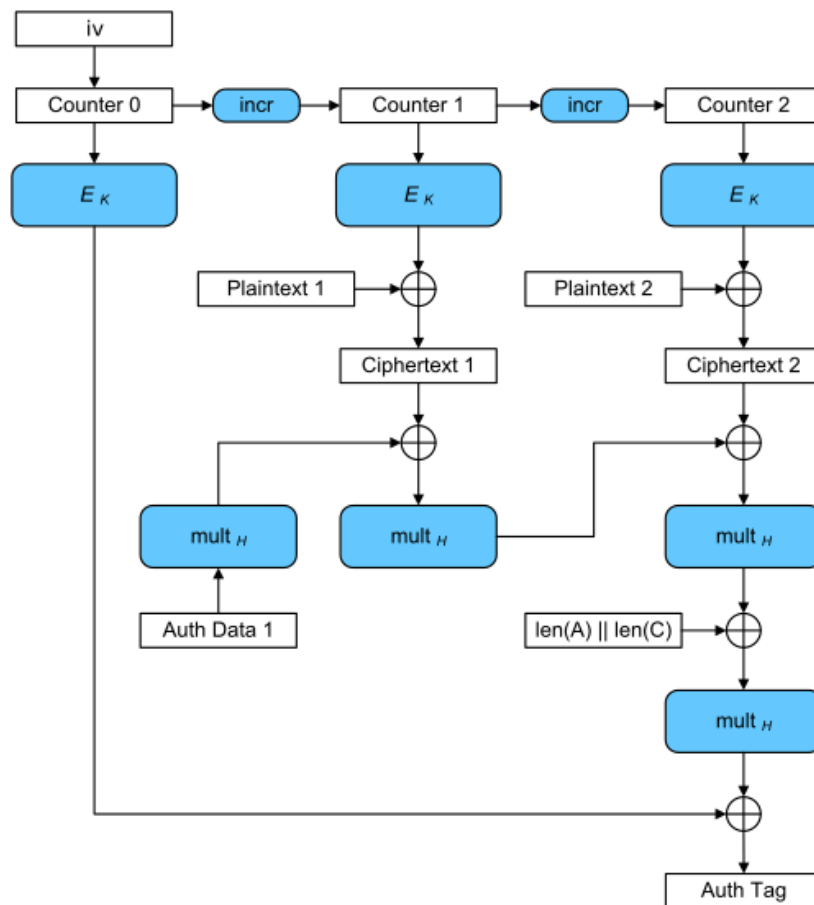 iv
Counter 0
incr
Counter 1
incr
Counter 2
E K
E K
E K
Plaintext 1
Plaintext 2
Ciphertext 1
Ciphertext 2
mult H
mult H
mult H
Auth Data 1
len(A) || len(C)
mult H
Auth Tag